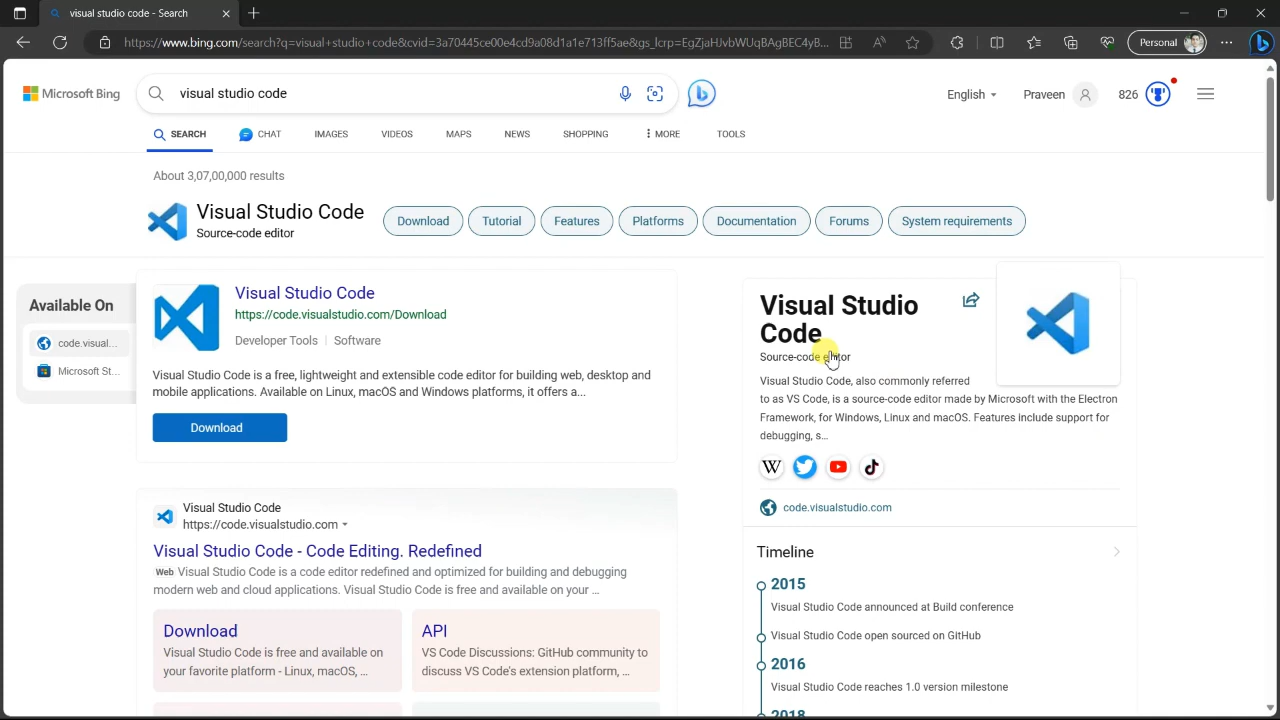 visual studio code - Search
https://www.bing.com/search?q=visual+studio+code&cvid=3a70445ce00e4cd9a08d1a1e713ff5ae&gs_lcrp=EgZjaHJvbWUqBAgBEC4yB...
Personal
Microsoft Bing
visual studio code
English
Praveen
826
SEARCH
CHAT
IMAGES
VIDEOS
MAPS
NEWS
SHOPPING
MORE
TOOLS
About 3,07,00,000 results
Visual Studio Code
Source-code editor
Download
Tutorial
Features
Platforms
Documentation
Forums
System requirements
Available On
code.visual...
Microsoft St...
Visual Studio Code
https://code.visualstudio.com/Download
Developer Tools | Software
Visual Studio Code is a free, lightweight and extensible code editor for building web, desktop and
mobile applications. Available on Linux, macOS and Windows platforms, it offers a...
Download
Visual Studio Code
https://code.visualstudio.com
Visual Studio Code - Code Editing. Redefined
Web Visual Studio Code is a code editor redefined and optimized for building and debugging
modern web and cloud applications. Visual Studio Code is free and available on your ...
Download
Visual Studio Code is free and available on
your favorite platform - Linux, macOS, ...
API
VS Code Discussions: GitHub community to
discuss VS Code's extension platform, ...
Visual Studio
Code
Source-code editor
Visual Studio Code, also commonly referred
to as VS Code, is a source-code editor made by Microsoft with the Electron
Framework, for Windows, Linux and macOS. Features include support for
debugging, s...
W
code.visualstudio.com
Timeline
2015
Visual Studio Code announced at Build conference
Visual Studio Code open sourced on GitHub
2016
Visual Studio Code reaches 1.0 version milestone
2018